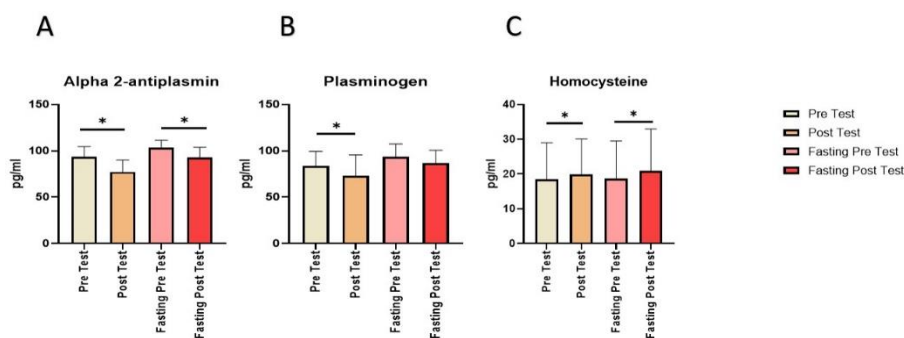 A
B
C
Alpha 2-antiplasmin
150
100
50
0
pg/ml
*
*
Pre Test
Post Test
Fasting Pre Test
Fasting Post Test
Plasminogen
150
100
50
0
pg/ml
*
Pre Test
Post Test
Fasting Pre Test
Fasting Post Test
Homocysteine
40
30
20
10
0
pg/ml
*
*
Pre Test
Post Test
Fasting Pre Test
Fasting Post Test
Pre Test
Post Test
Fasting Pre Test
Fasting Post Test